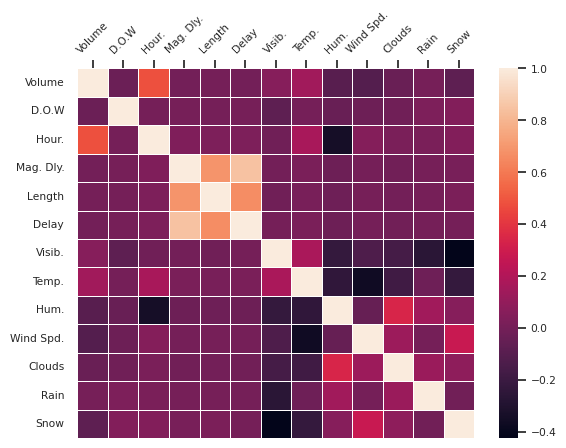 Volume D.O.W Hour. Mag. Dly. Length Delay Visib. Temp. Hum. Wind Spd. Clouds Rain Snow
Volume
D.O.W
Hour.
Mag. Dly.
Length
Delay
Visib.
Temp.
Hum.
Wind Spd.
Clouds
Rain
Snow
1.0
0.8
0.6
0.4
0.2
0.0
−0.2
−0.4